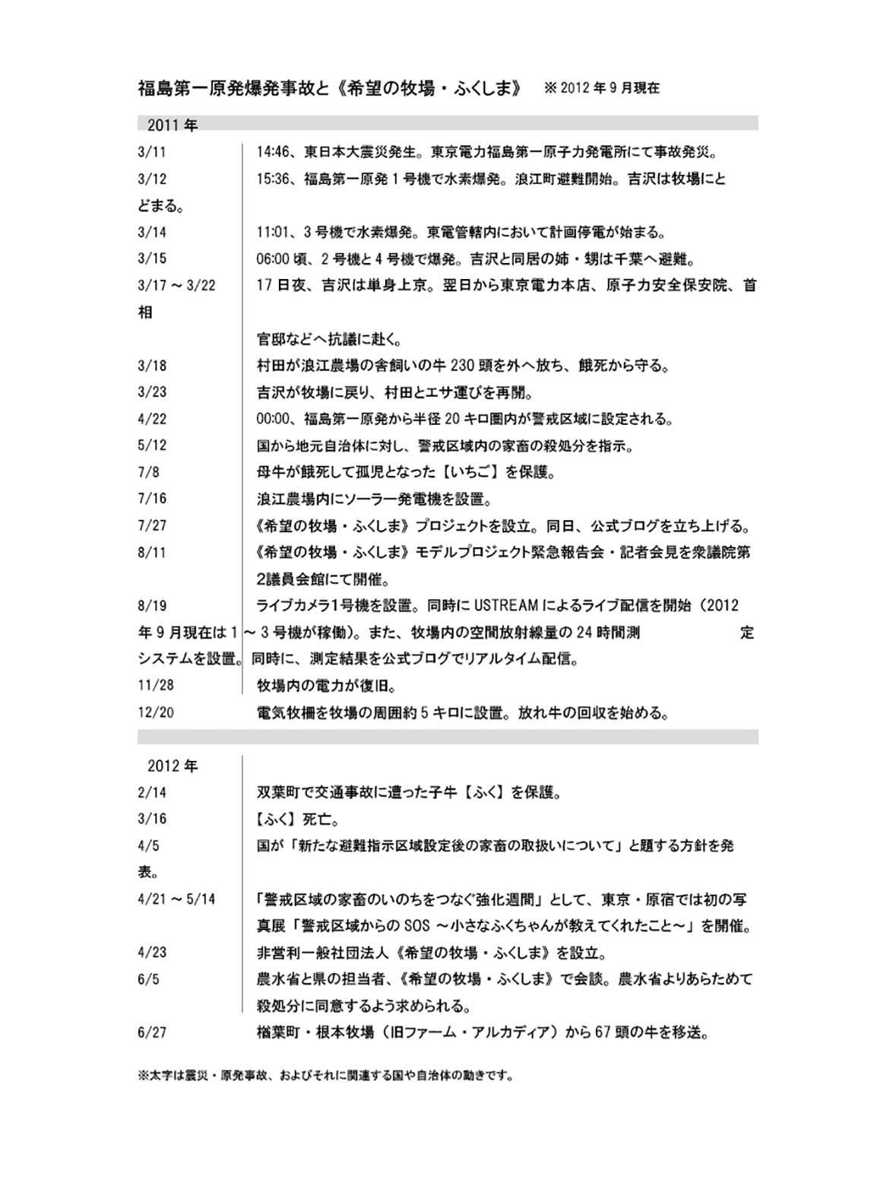 福島第一原発爆発事故と《希望の牧場・ふくしま》　※2012年9月現在
2011年
3/11　14:46、東日本大震災発生。東京電力福島第一原子力発電所にて事故発災。
3/12　15:36、福島第一原発1号機で水素爆発。浪江町避難開始。吉沢は牧場にと
どまる。
3/14　11:01、3号機で水素爆発。東電管轄内において計画停電が始まる。
3/15　06:00頃、2号機と4号機で爆発。吉沢と同居の姉・甥は千葉へ避難。
3/17～3/22　17日夜、吉沢は単身上京。翌日から東京電力本店、原子力安全保安院、首
相
官邸などへ抗議に赴く。
3/18　村田が浪江農場の舎飼いの牛230頭を外へ放ち、餓死から守る。
3/23　吉沢が牧場に戻り、村田とエサ運びを再開。
4/22　00:00、福島第一原発から半径20キロ圏内が警戒区域に設定される。
5/12　国から地元自治体に対し、警戒区域内の家畜の殺処分を指示。
7/8　母牛が餓死して孤児となった【いちご】を保護。
7/16　浪江農場内にソーラー発電機を設置。
7/27　《希望の牧場・ふくしま》プロジェクトを設立。同日、公式ブログを立ち上げる。
8/11　《希望の牧場・ふくしま》モデルプロジェクト緊急報告会・記者会見を衆議院第
2議員会館にて開催。
8/19　ライブカメラ1号機を設置。同時にUSTREAMによるライブ配信を開始（2012
年9月現在は1～3号機が稼働）。また、牧場内の空間放射線量の24時間測　定
システムを設置。同時に、測定結果を公式ブログでリアルタイム配信。
11/28　牧場内の電力が復旧。
12/20　電気牧柵を牧場の周囲約5キロに設置。放れ牛の回収を始める。
2012年
2/14　双葉町で交通事故に遭った子牛【ふく】を保護。
3/16　【ふく】死亡。
4/5　国が「新たな避難指示区域設定後の家畜の取扱いについて」と題する方針を発
表。
4/21～5/14　「警戒区域の家畜のいのちをつなぐ強化週間」として、東京・原宿では初の写
真展「警戒区域からのSOS ～小さなふくちゃんが教えてくれたこと～」を開催。
4/23　非営利一般社団法人《希望の牧場・ふくしま》を設立。
6/5　農水省と県の担当者、《希望の牧場・ふくしま》で会談。農水省よりあらためて
殺処分に同意するよう求められる。
6/27　楢葉町・根本牧場（旧ファーム・アルカディア）から67頭の牛を移送。
※太字は震災・原発事故、およびそれに関連する国や自治体の動きです。